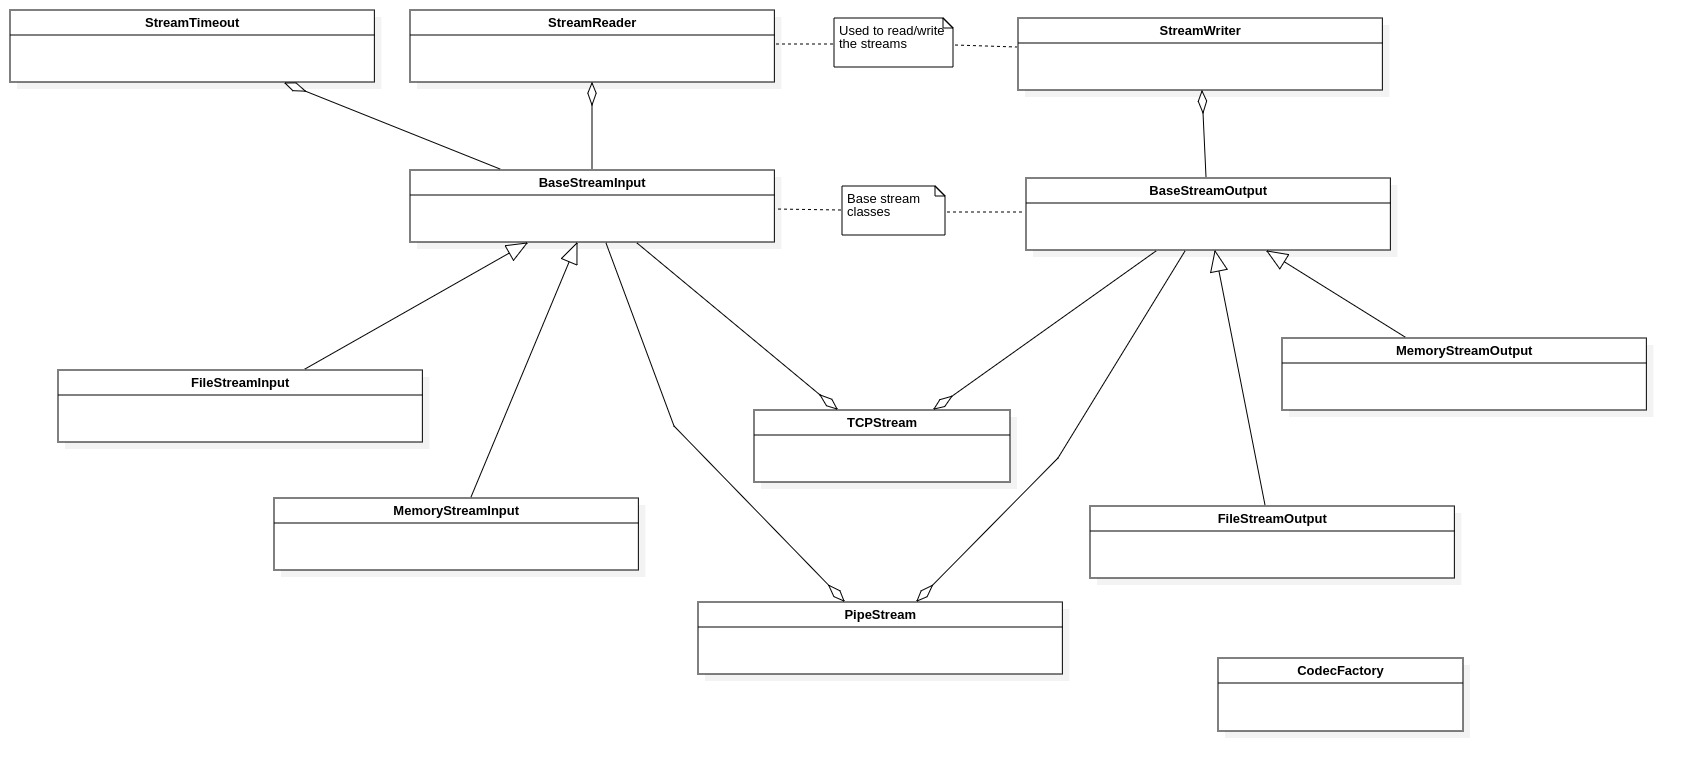 StreamTimeout
StreamReader
Used to read/write
the streams
StreamWriter
BaseStreamInput
Base stream
classes
BaseStreamOutput
MemoryStreamOutput
FileStreamInput
TCPStream
MemoryStreamInput
FileStreamOutput
PipeStream
CodecFactory